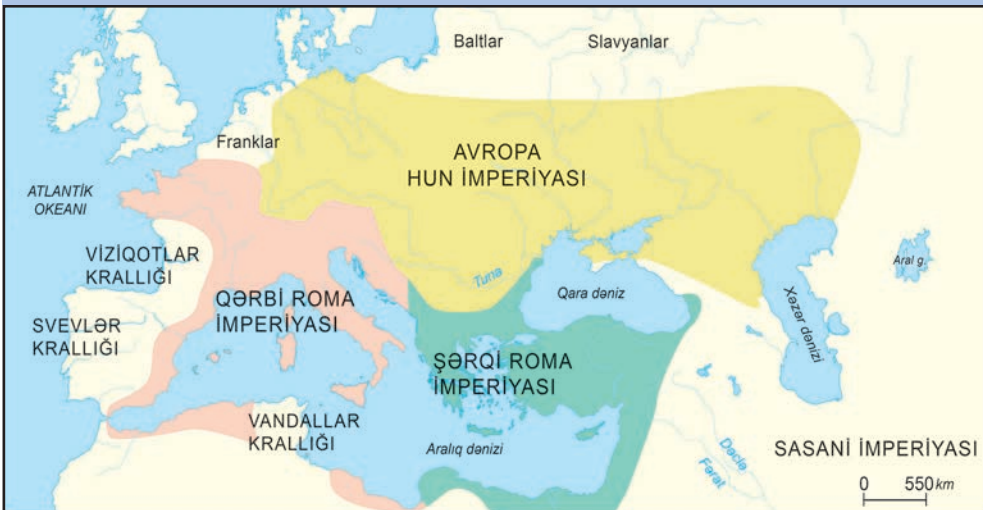 Baltlar
Slavyanlar
Franklar
AVROPA
HUN İMPERİYASI
ATLANTİK
OKEANI
VİZİQOTLAR
KRALLIĞI
Tuna
Qara dəniz
Xəzər dənizi
Aral g.
QƏRBİ ROMA
İMPERİYASI
SVEVLƏR
KRALLIĞI
ŞƏRQİ ROMA
İMPERİYASI
VANDALLAR
KRALLIĞI
Aralıq dənizi
Dəclə
Fərat
SASANİ İMPERİYASI
0 550 km